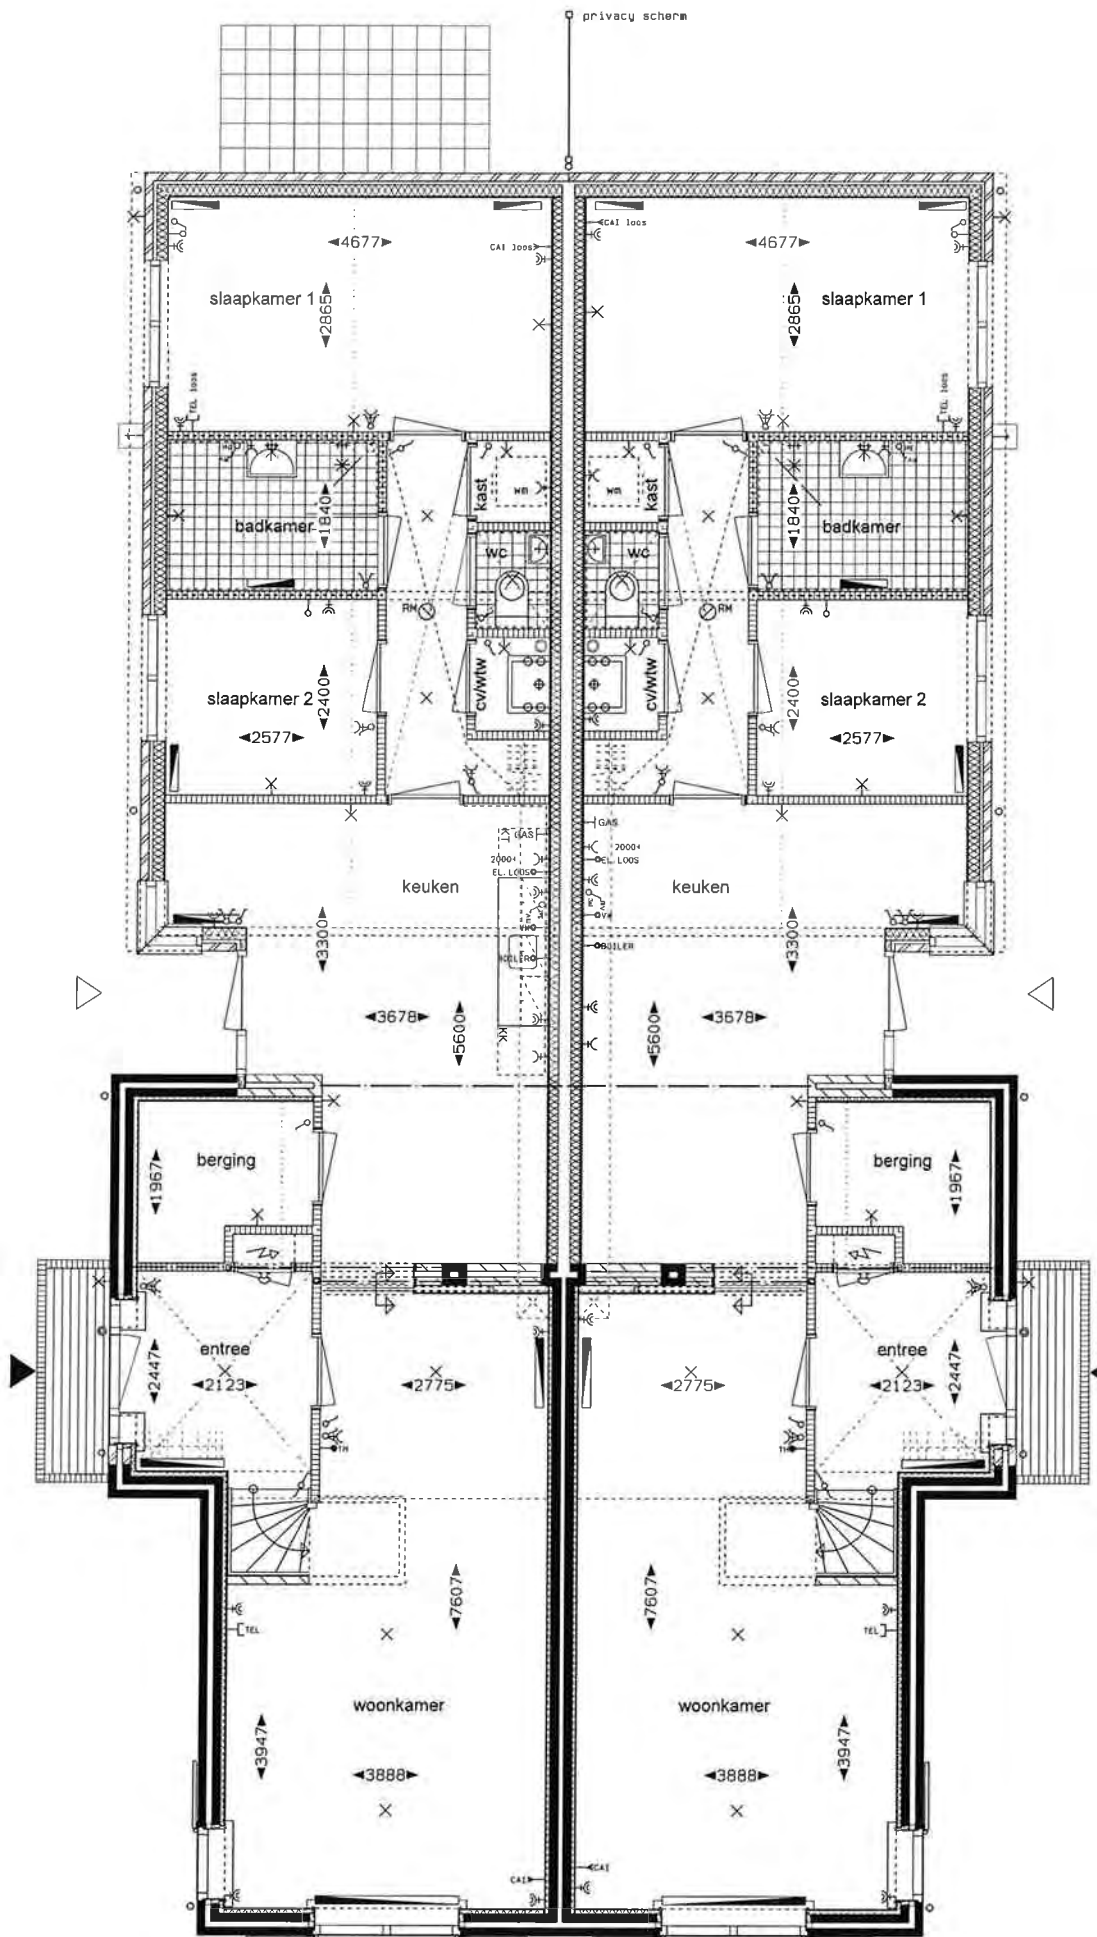 privacy scherm
4677
4677
CAI loos
CAI loos
slaapkamer 1
2865
2865
slaapkamer 1
TEL loos
TEL loos
kast
wm
wm
kast
badkamer
1840
1840
badkamer
wc
wc
RM
RM
slaapkamer 2
2400
cv/wtw
cv/wtw
2400
slaapkamer 2
2577
2577
KT
GAS
GAS
2000+
2000+
EL.LOOS
EL.LOOS
keuken
keuken
3300
3300
BOILER
BOILER
3678
3678
5600
KK
5600
berging
1967
berging
1967
entree
2447
2123
2775
2775
entree
2123
2447
TH
TH
7607
7607
TEL
TEL
woonkamer
woonkamer
3947
3947
3888
3888
CAI
CAI